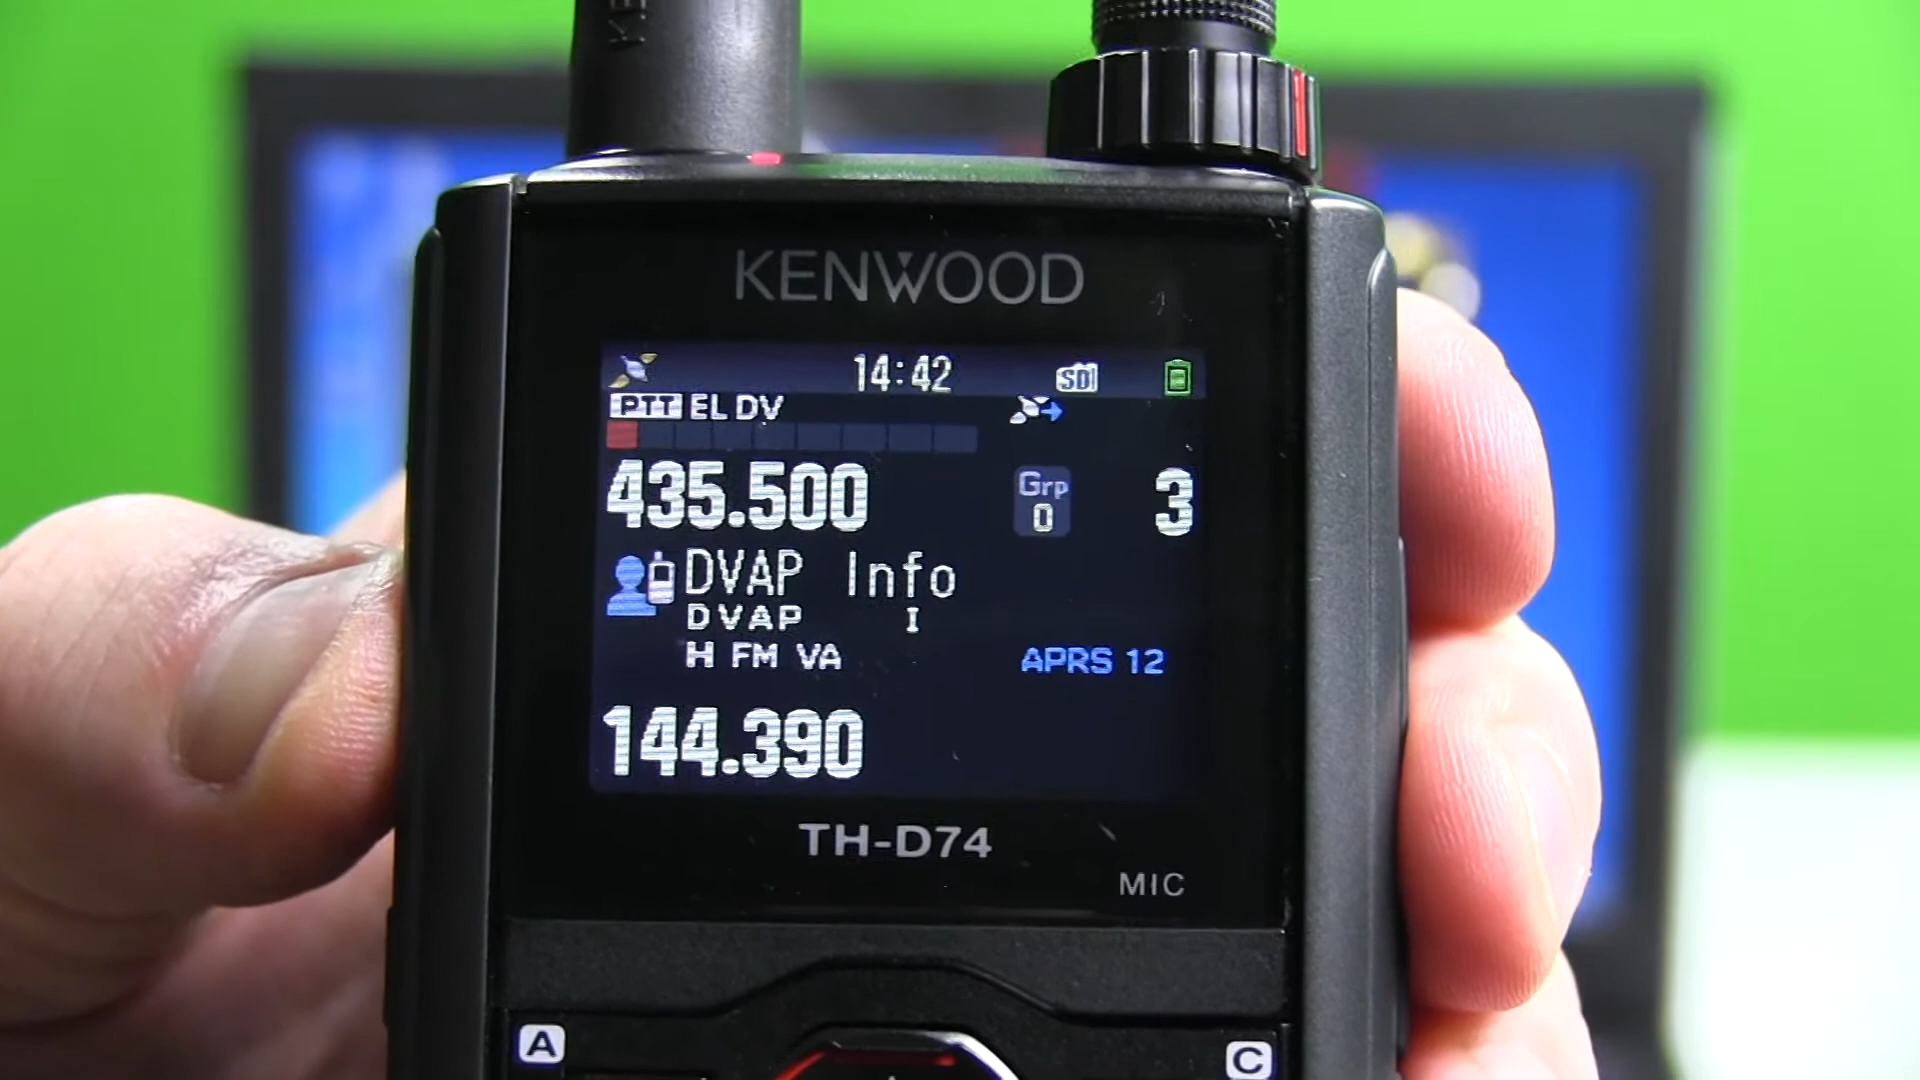 KENWOOD
14:42 SD
PTT EL DV
435.500 Grp 0 3
DVAP Info
DVAP I
H FM VA APRS 12
144.390
TH-D74
MIC
A C